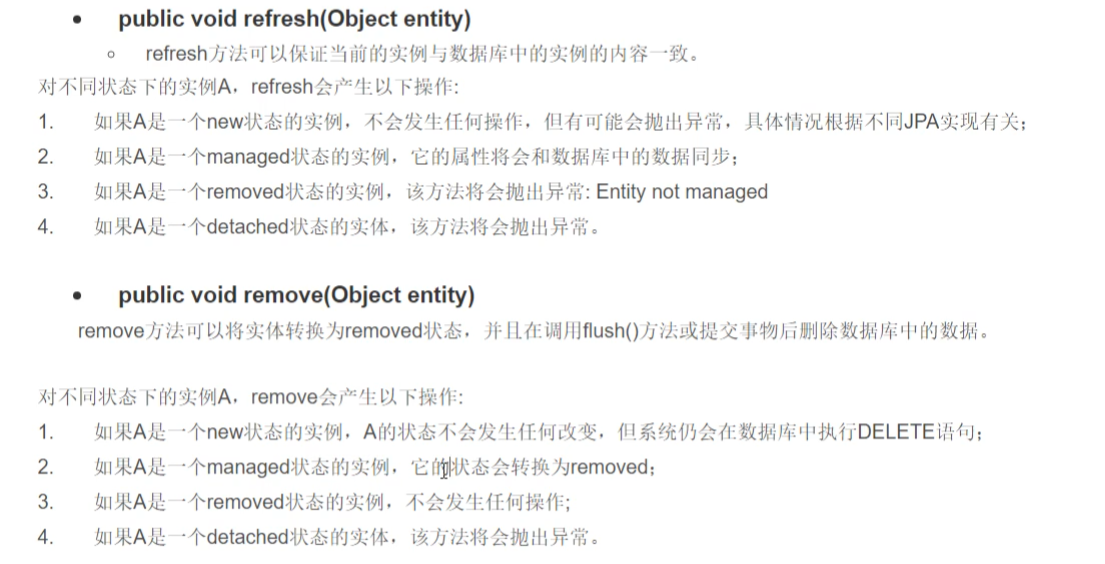 • public void refresh(Object entity)
○ refresh方法可以保证当前的实例与数据库中的实例的内容一致。
对不同状态下的实例A，refresh会产生以下操作:
1. 如果A是一个new状态的实例，不会发生任何操作，但有可能会抛出异常，具体情况根据不同JPA实现有关；
2. 如果A是一个managed状态的实例，它的属性将会和数据库中的数据同步；
3. 如果A是一个removed状态的实例，该方法将会抛出异常: Entity not managed
4. 如果A是一个detached状态的实体，该方法将会抛出异常。
• public void remove(Object entity)
remove方法可以将实体转换为removed状态，并且在调用flush()方法或提交事物后删除数据库中的数据。
对不同状态下的实例A，remove会产生以下操作:
1. 如果A是一个new状态的实例，A的状态不会发生任何改变，但系统仍会在数据库中执行DELETE语句；
2. 如果A是一个managed状态的实例，它的状态会转换为removed；
3. 如果A是一个removed状态的实例，不会发生任何操作;
4. 如果A是一个detached状态的实体，该方法将会抛出异常。